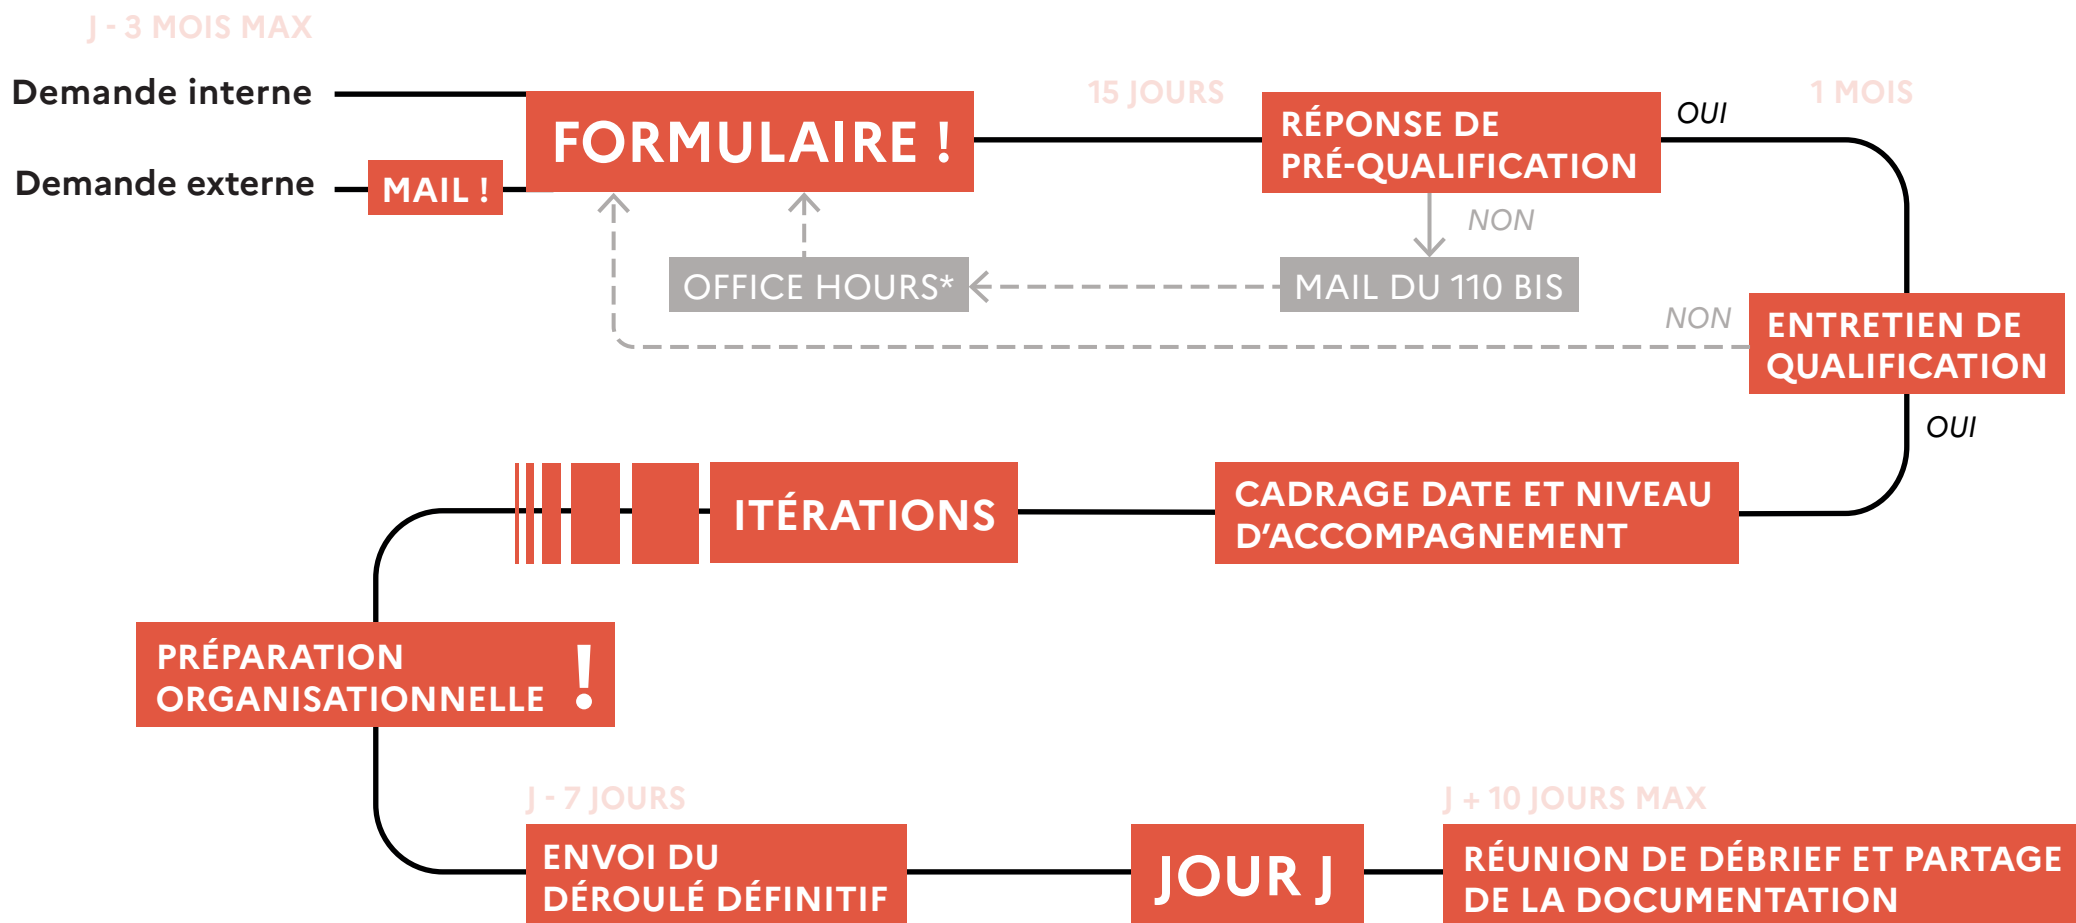 J - 3 MOIS MAX
Demande interne
FORMULAIRE !
15 JOURS
RÉPONSE DE
PRÉ-QUALIFICATION
OUI
1 MOIS
Demande externe
MAIL !
NON
OFFICE HOURS*
MAIL DU 110 BIS
NON
ENTRETIEN DE
QUALIFICATION
OUI
CADRAGE DATE ET NIVEAU
D’ACCOMPAGNEMENT
ITÉRATIONS
PRÉPARATION
ORGANISATIONNELLE !
J - 7 JOURS
ENVOI DU
DÉROULÉ DÉFINITIF
JOUR J
J + 10 JOURS MAX
RÉUNION DE DÉBRIEF ET PARTAGE
DE LA DOCUMENTATION